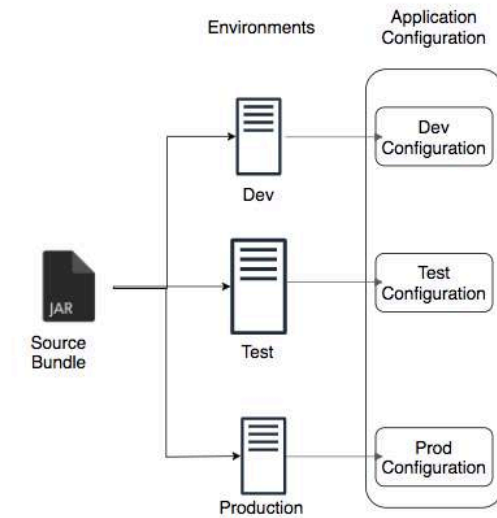 Environments
Application
Configuration
Dev
Configuration
Dev
JAR
Source
Bundle
Test
Configuration
Test
Prod
Configuration
Production